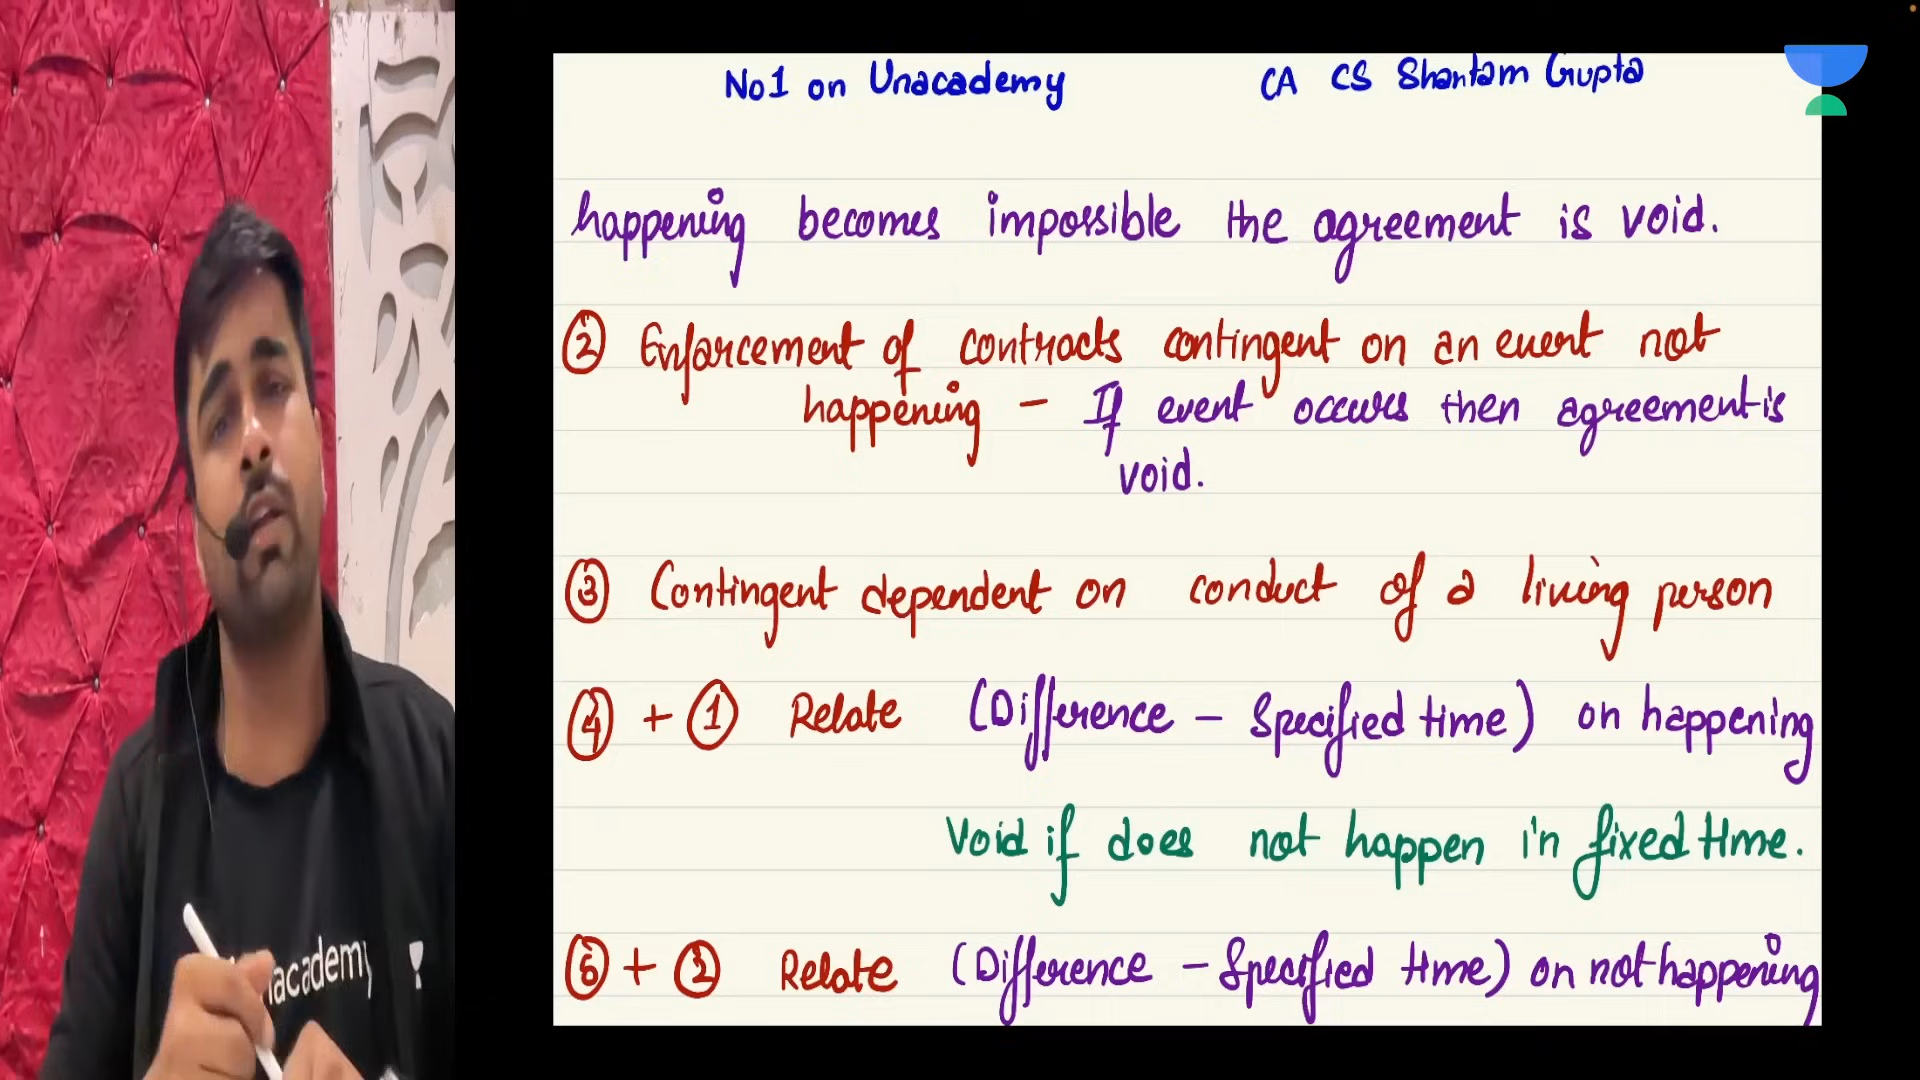 No1 on Unacademy CA CS Shantam Gupta
happening becomes impossible the agreement is void.
② Enforcement of contracts contingent on an event not
happening - If event occurs then agreement is
void.
③ Contingent dependent on conduct of a living person
④ + ① Relate (Difference - Specified time) on happening
Void if does not happen in fixed time.
⑤ + ② Relate (Difference - Specified time) on not happening
unacademy